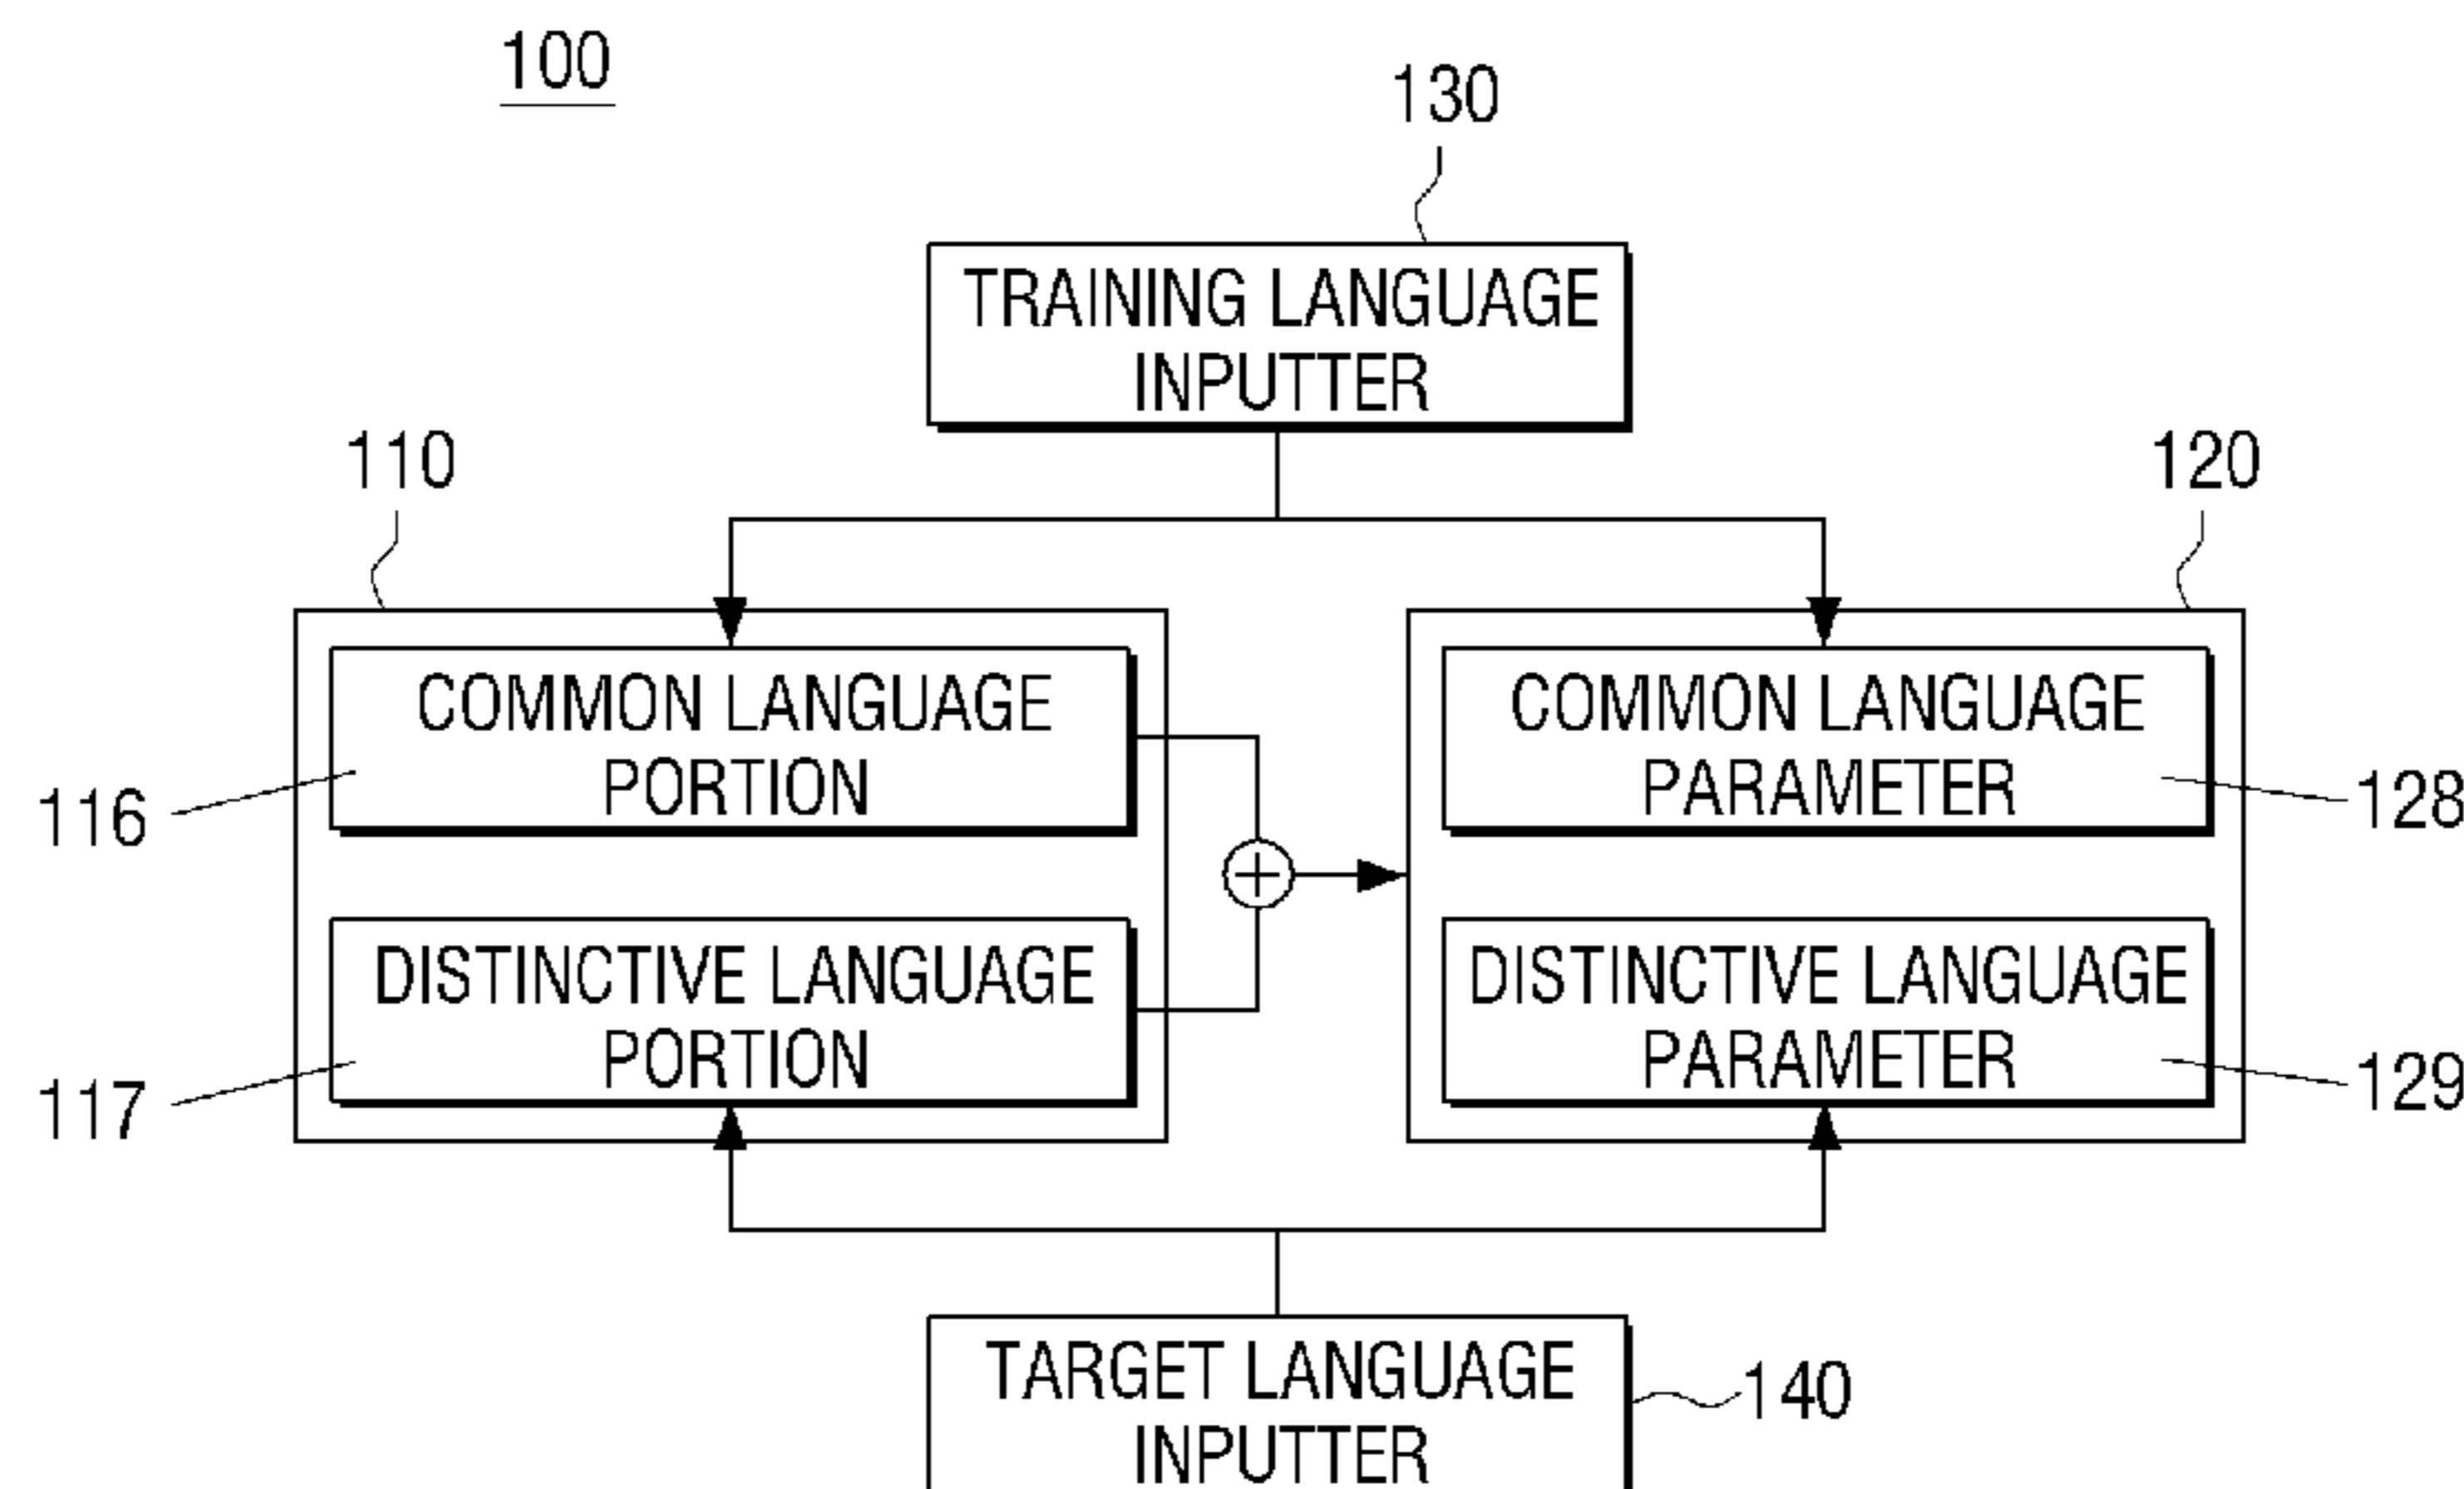 100
130
TRAINING LANGUAGE
INPUTTER
110
120
COMMON LANGUAGE
PORTION
COMMON LANGUAGE
PARAMETER
116
128
DISTINCTIVE LANGUAGE
PORTION
DISTINCTIVE LANGUAGE
PARAMETER
117
129
TARGET LANGUAGE
INPUTTER
140